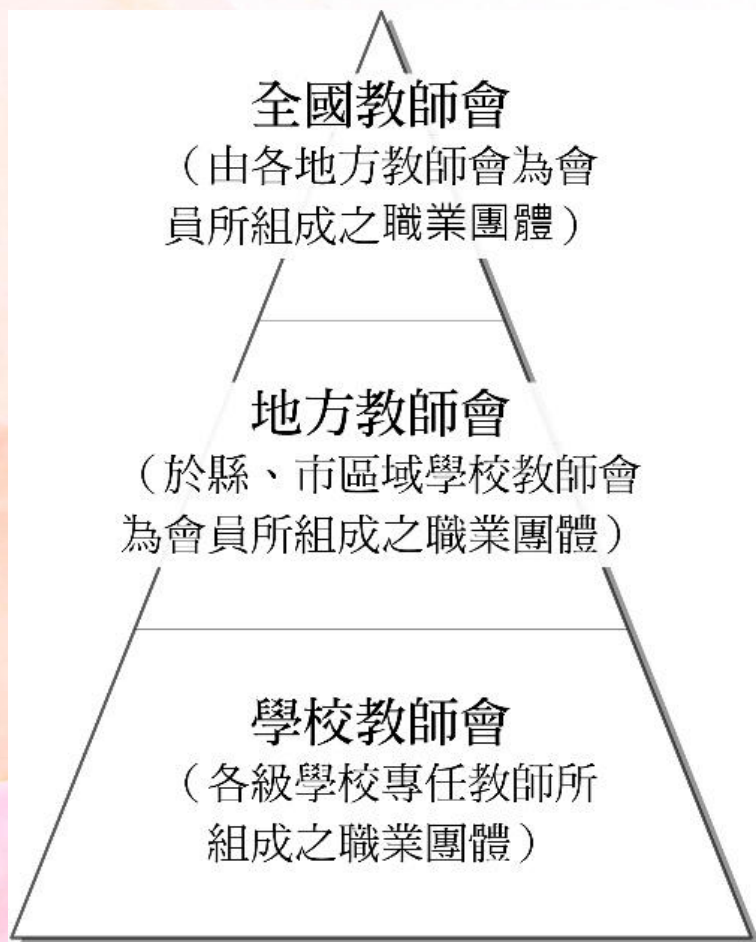 全國教師會
（由各地方教師會為會
員所組成之職業團體）
地方教師會
（於縣、市區域學校教師會
為會員所組成之職業團體）
學校教師會
（各級學校專任教師所
組成之職業團體）